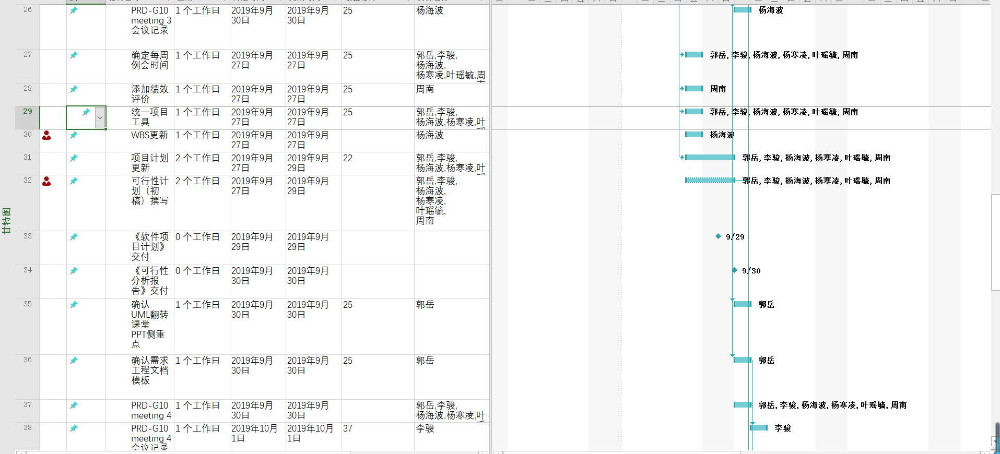 26 PRD-G10 1 个工作日 2019年9月 2019年9月 25 杨海波 杨海波
meeting 3 30日 30日
会议记录
27 确定每周 1 个工作日 2019年9月 2019年9月 25 郭岳,李骏, 郭岳, 李骏, 杨海波, 杨寒凌, 叶瑶毓, 周南
例会时间 27日 27日 杨海波,
杨寒凌,叶瑶毓,周
28 添加绩效 1 个工作日 2019年9月 2019年9月 25 周南 周南
评价 27日 27日
29 统一项目 1 个工作日 2019年9月 2019年9月 25 郭岳,李骏, 郭岳, 李骏, 杨海波, 杨寒凌, 叶瑶毓, 周南
工具 27日 27日 杨海波,杨寒凌,叶
30 WBS更新 1 个工作日 2019年9月 2019年9月 杨海波 杨海波
27日 27日
31 项目计划 2 个工作日 2019年9月 2019年9月 22 郭岳,李骏, 郭岳, 李骏, 杨海波, 杨寒凌, 叶瑶毓, 周南
更新 27日 29日 杨海波,杨寒凌,叶
32 可行性计 2 个工作日 2019年9月 2019年9月 郭岳,李骏, 郭岳, 李骏, 杨海波, 杨寒凌, 叶瑶毓, 周南
划（初 27日 29日 杨海波,
稿）撰写 杨寒凌,
叶瑶毓,
周南
甘特图
33 《软件项 0 个工作日 2019年9月 2019年9月 9/29
目计划》 29日 29日
交付
34 《可行性 0 个工作日 2019年9月 2019年9月 9/30
分析报 30日 30日
告》交付
35 确认 1 个工作日 2019年9月 2019年9月 25 郭岳 郭岳
UML翻转 30日 30日
课堂
PPT侧重
点
36 确认需求 1 个工作日 2019年9月 2019年9月 25 郭岳 郭岳
工程文档 30日 30日
模板
37 PRD-G10 1 个工作日 2019年9月 2019年9月 郭岳,李骏, 郭岳, 李骏, 杨海波, 杨寒凌, 叶瑶毓, 周南
meeting 4 30日 30日 杨海波,杨寒凌,叶
38 PRD-G10 1 个工作日 2019年10月 2019年10月 37 李骏 李骏
meeting 4 1日 1日
会议记录